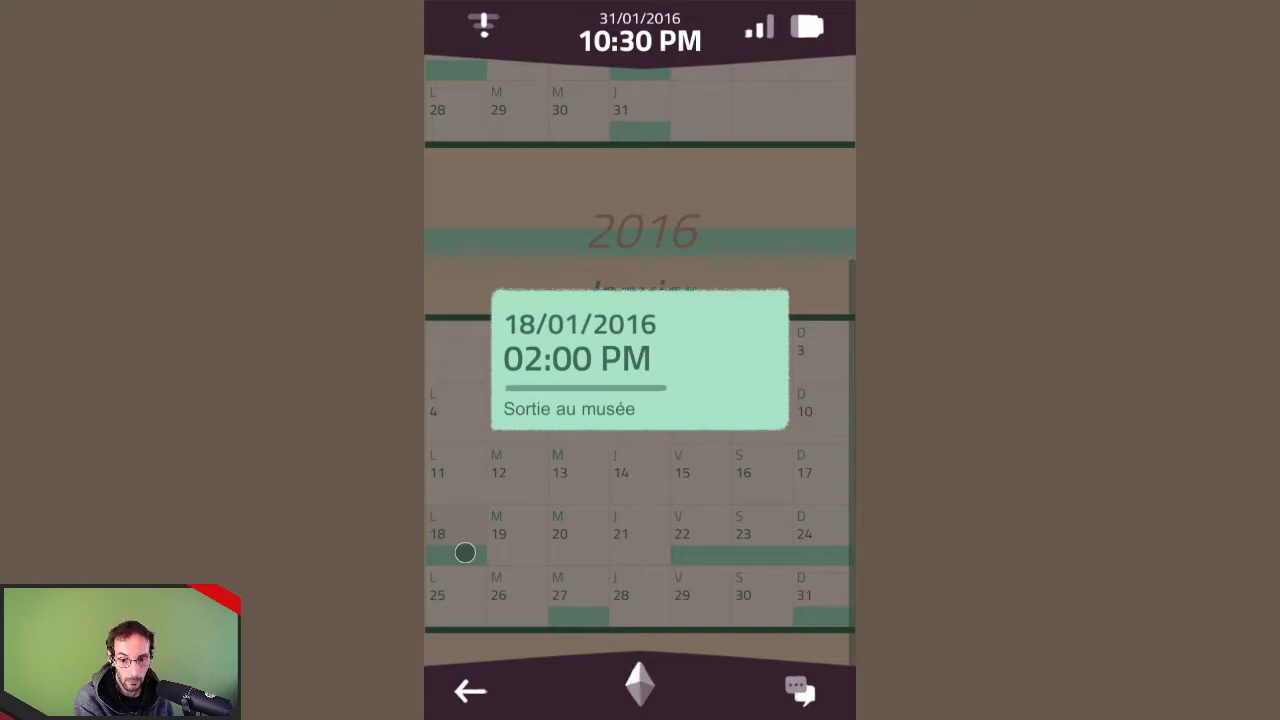 31/01/2016
10:30 PM
L M M J
28 29 30 31
2016
18/01/2016
02:00 PM
Sortie au musée
D
3
L D
4 10
L M M J V S D
11 12 13 14 15 16 17
L M M J V S D
18 19 20 21 22 23 24
L M M J V S D
25 26 27 28 29 30 31